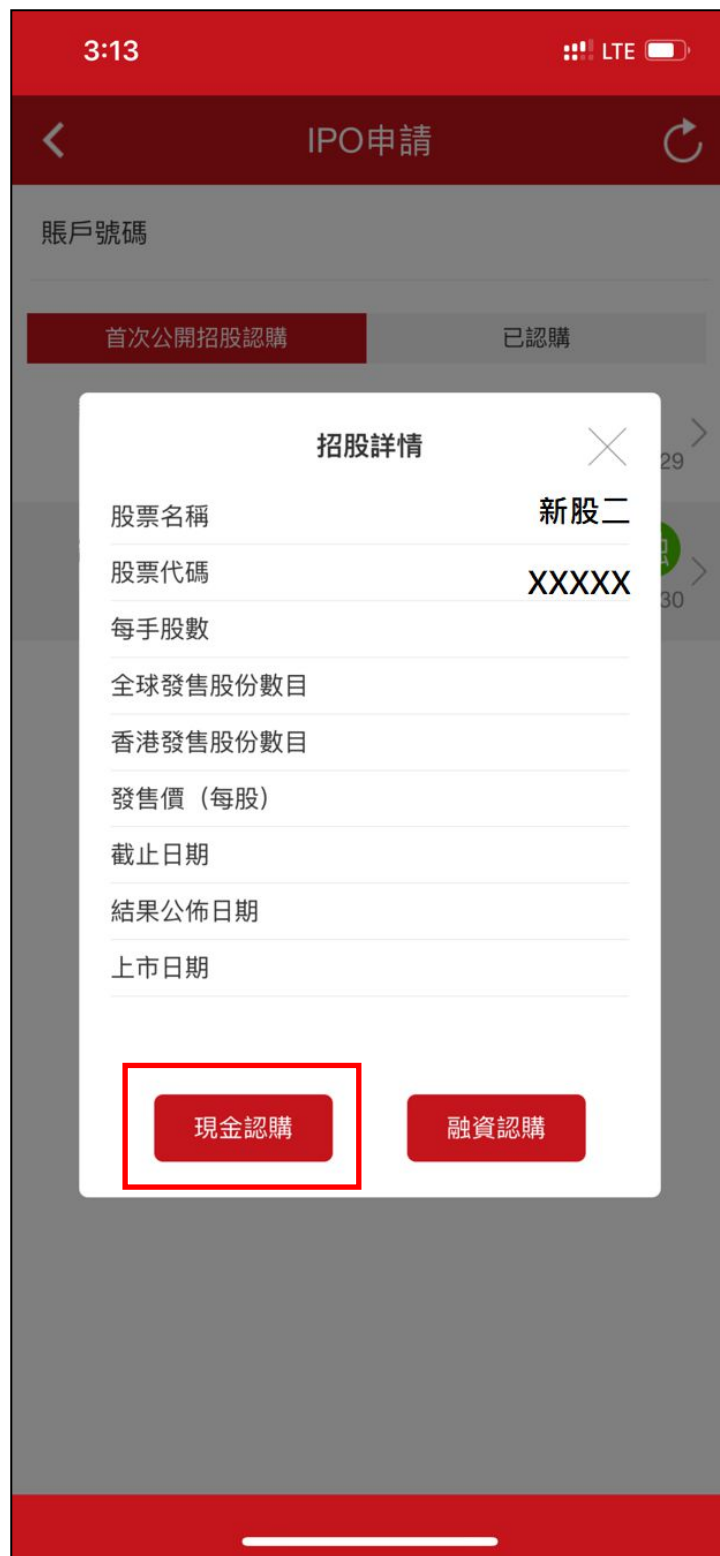 3:13 LTE
IPO申請
賬戶號碼
首次公開招股認購 已認購
招股詳情
29
股票名稱 新股二
股票代碼 XXXXX
30
每手股數
全球發售股份數目
香港發售股份數目
發售價（每股）
截止日期
結果公佈日期
上市日期
現金認購 融資認購